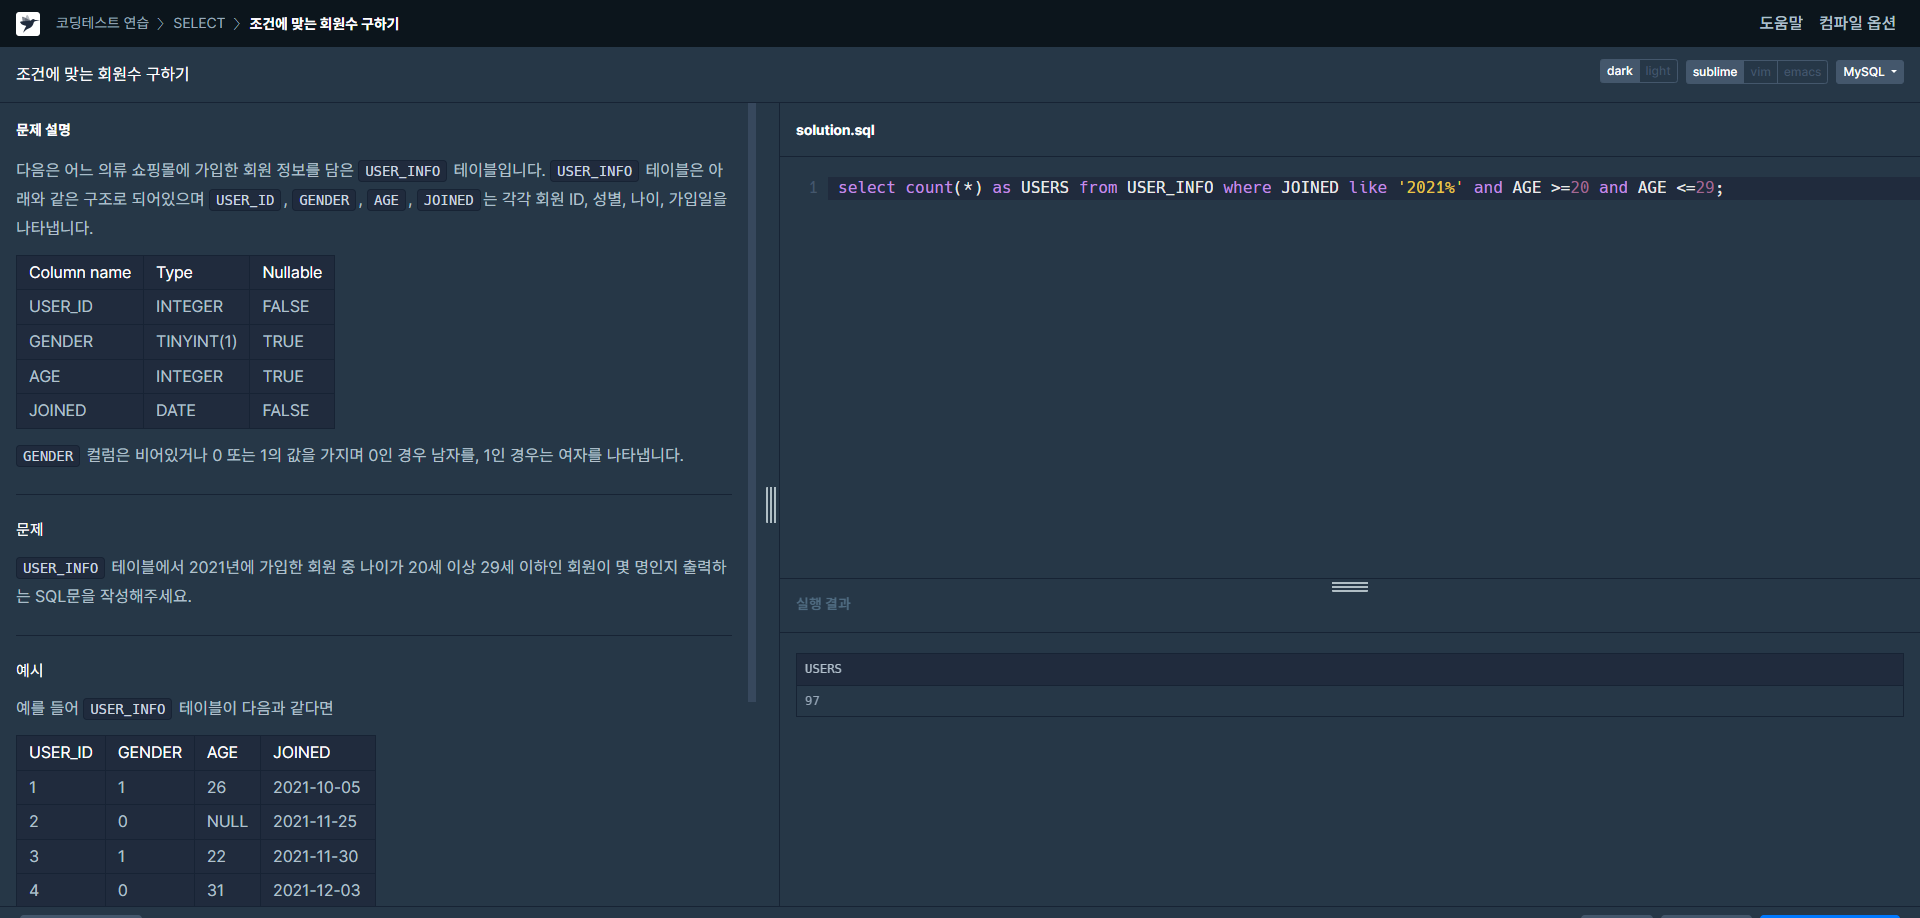 코딩테스트 연습 > SELECT > 조건에 맞는 회원수 구하기 도움말 컴파일 옵션
조건에 맞는 회원수 구하기 dark light sublime vim emacs MySQL
문제 설명
다음은 어느 의류 쇼핑몰에 가입한 회원 정보를 담은 USER_INFO 테이블입니다. USER_INFO 테이블은 아
래와 같은 구조로 되어있으며 USER_ID, GENDER, AGE, JOINED는 각각 회원 ID, 성별, 나이, 가입일을
나타냅니다.
Column name Type Nullable
USER_ID INTEGER FALSE
GENDER TINYINT(1) TRUE
AGE INTEGER TRUE
JOINED DATE FALSE
GENDER 컬럼은 비어있거나 0 또는 1의 값을 가지며 0인 경우 남자를, 1인 경우는 여자를 나타냅니다.
문제
USER_INFO 테이블에서 2021년에 가입한 회원 중 나이가 20세 이상 29세 이하인 회원이 몇 명인지 출력하
는 SQL문을 작성해주세요.
예시
예를 들어 USER_INFO 테이블이 다음과 같다면
USER_ID GENDER AGE JOINED
1 1 26 2021-10-05
2 0 NULL 2021-11-25
3 1 22 2021-11-30
4 0 31 2021-12-03
solution.sql
1 select count(*) as USERS from USER_INFO where JOINED like '2021%' and AGE >=20 and AGE <=29;
실행 결과
USERS
97